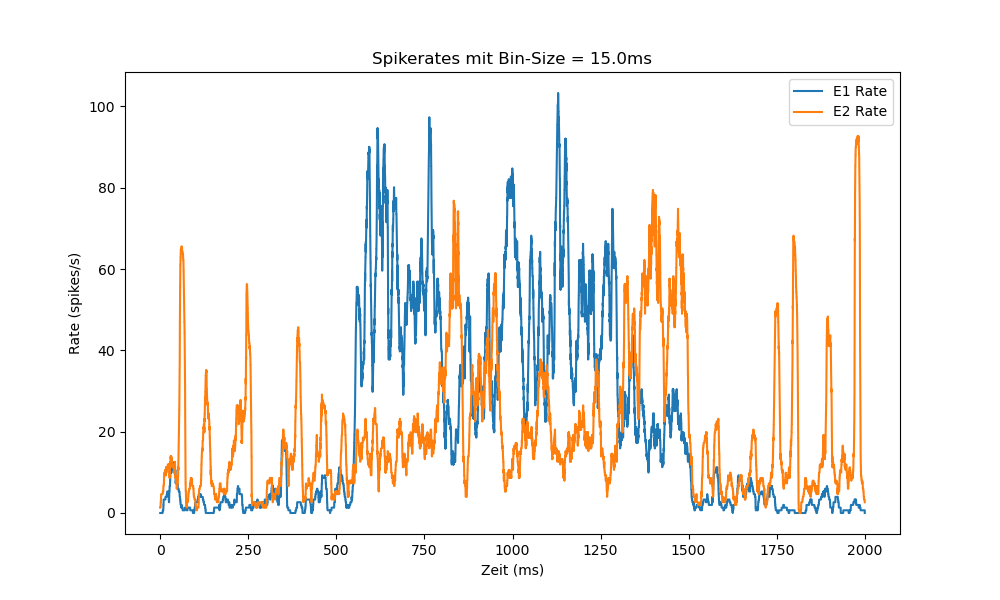 Spikerates mit Bin-Size = 15.0ms
E1 Rate
E2 Rate
Rate (spikes/s)
100
80
60
40
20
0
0 250 500 750 1000 1250 1500 1750 2000
Zeit (ms)